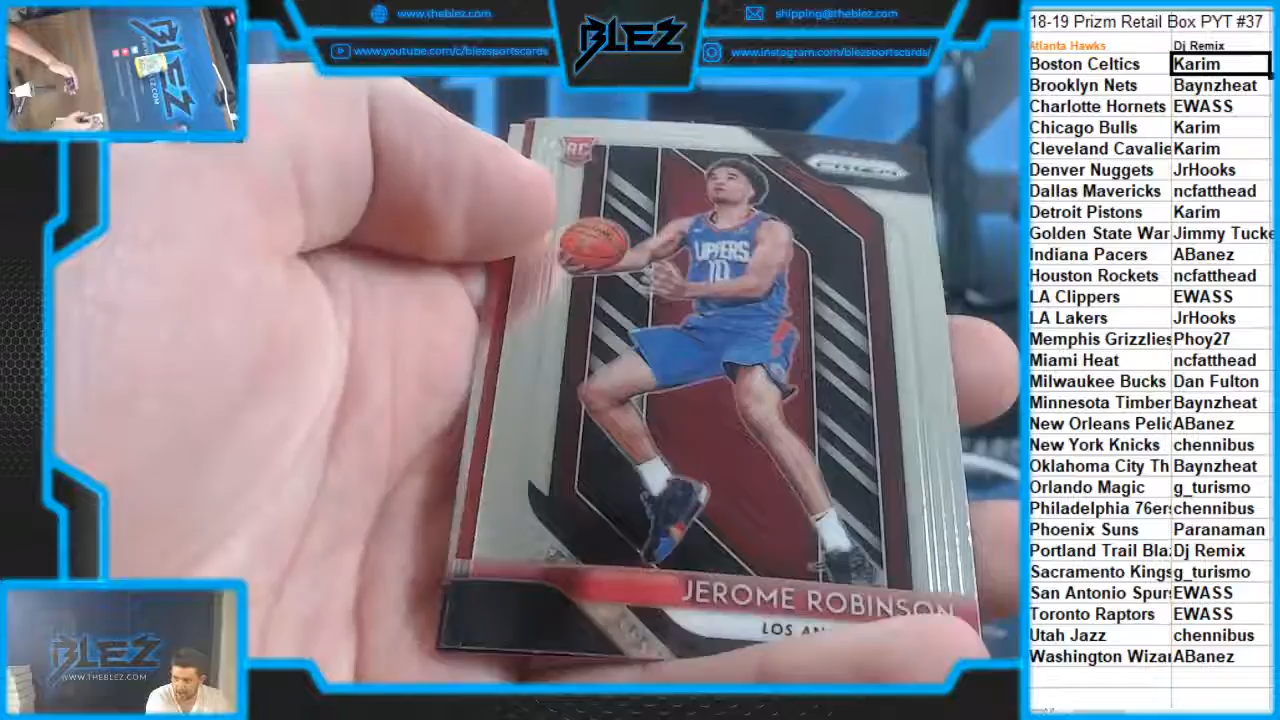 www.theblez.com
BLEZ
shipping@theblez.com
www.youtube.com/c/blezsportscards
www.instagram.com/blezsportscards/
BLEZ
.COM
RC
PRIZM
CLIPPERS
10
JEROME ROBINSON
LOS AN
BLEZ
WWW.THEBLEZ.COM
18-19 Prizm Retail Box PYT #37
Atlanta Hawks Dj Remix
Boston Celtics Karim
Brooklyn Nets Baynzheat
Charlotte Hornets EWASS
Chicago Bulls Karim
Cleveland Cavalie Karim
Denver Nuggets JrHooks
Dallas Mavericks ncfatthead
Detroit Pistons Karim
Golden State War Jimmy Tucke
Indiana Pacers ABanez
Houston Rockets ncfatthead
LA Clippers EWASS
LA Lakers JrHooks
Memphis Grizzlies Phoy27
Miami Heat ncfatthead
Milwaukee Bucks Dan Fulton
Minnesota Timber Baynzheat
New Orleans Pelic ABanez
New York Knicks chennibus
Oklahoma City Th Baynzheat
Orlando Magic g_turismo
Philadelphia 76ers chennibus
Phoenix Suns Paranaman
Portland Trail Bla Dj Remix
Sacramento Kings g_turismo
San Antonio Spur EWASS
Toronto Raptors EWASS
Utah Jazz chennibus
Washington Wizar ABanez